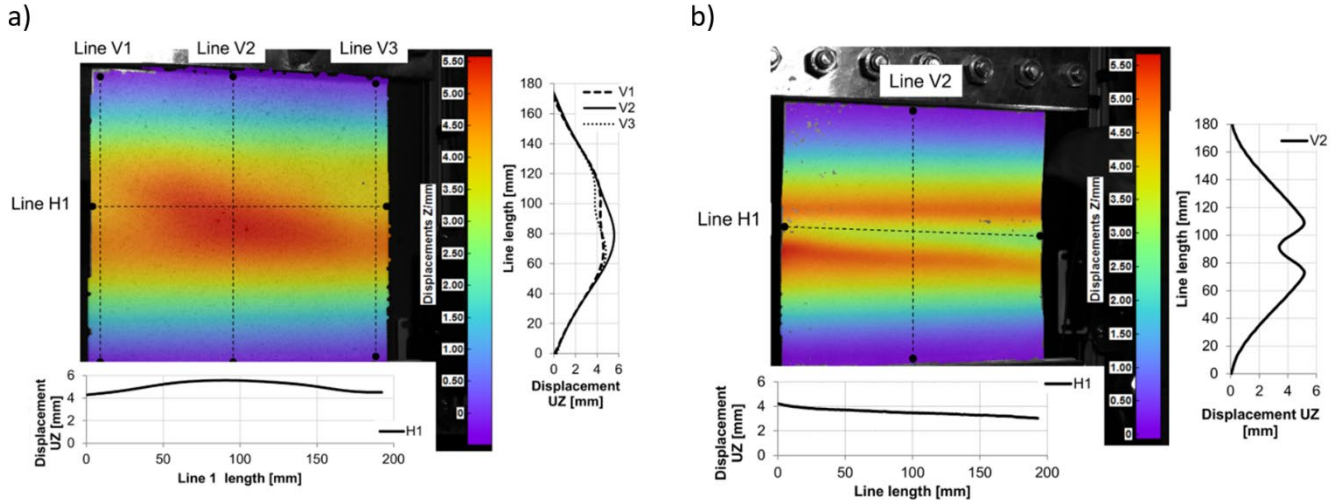 a)
Line V1
Line V2
Line V3
Line H1
5.50
5.00
4.50
4.00
3.50
3.00
2.50
2.00
1.50
1.00
0.50
0
Displacements Z/mm
180
160
140
120
100
80
60
40
20
0
Line length [mm]
V1
V2
V3
0 2 4 6
Displacement
UZ [mm]
6
4
2
0
Displacement
UZ [mm]
H1
0 50 100 150 200
Line 1 length [mm]
b)
Line V2
Line H1
5.50
5.00
4.50
4.00
3.50
3.00
2.50
2.00
1.50
1.00
0.50
0
Displacements Z/mm
180
160
140
120
100
80
60
40
20
0
Line length [mm]
V2
0 2 4 6
Displacement UZ
[mm]
6
4
2
0
Displacement
UZ [mm]
H1
0 50 100 150 200
Line length [mm]